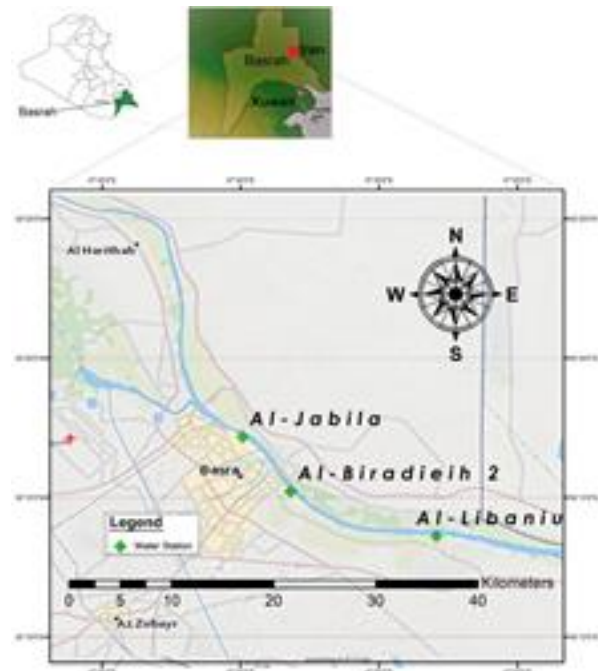 Basrah
Iran
Basrah
Kuwait
Al Harithah
N
W E
S
Al-Jabila
Basra
Al-Biradieih 2
Al-Libaniu
Legend
Water Station
Kilometers
0 5 10 20 30 40
Az Zubayr